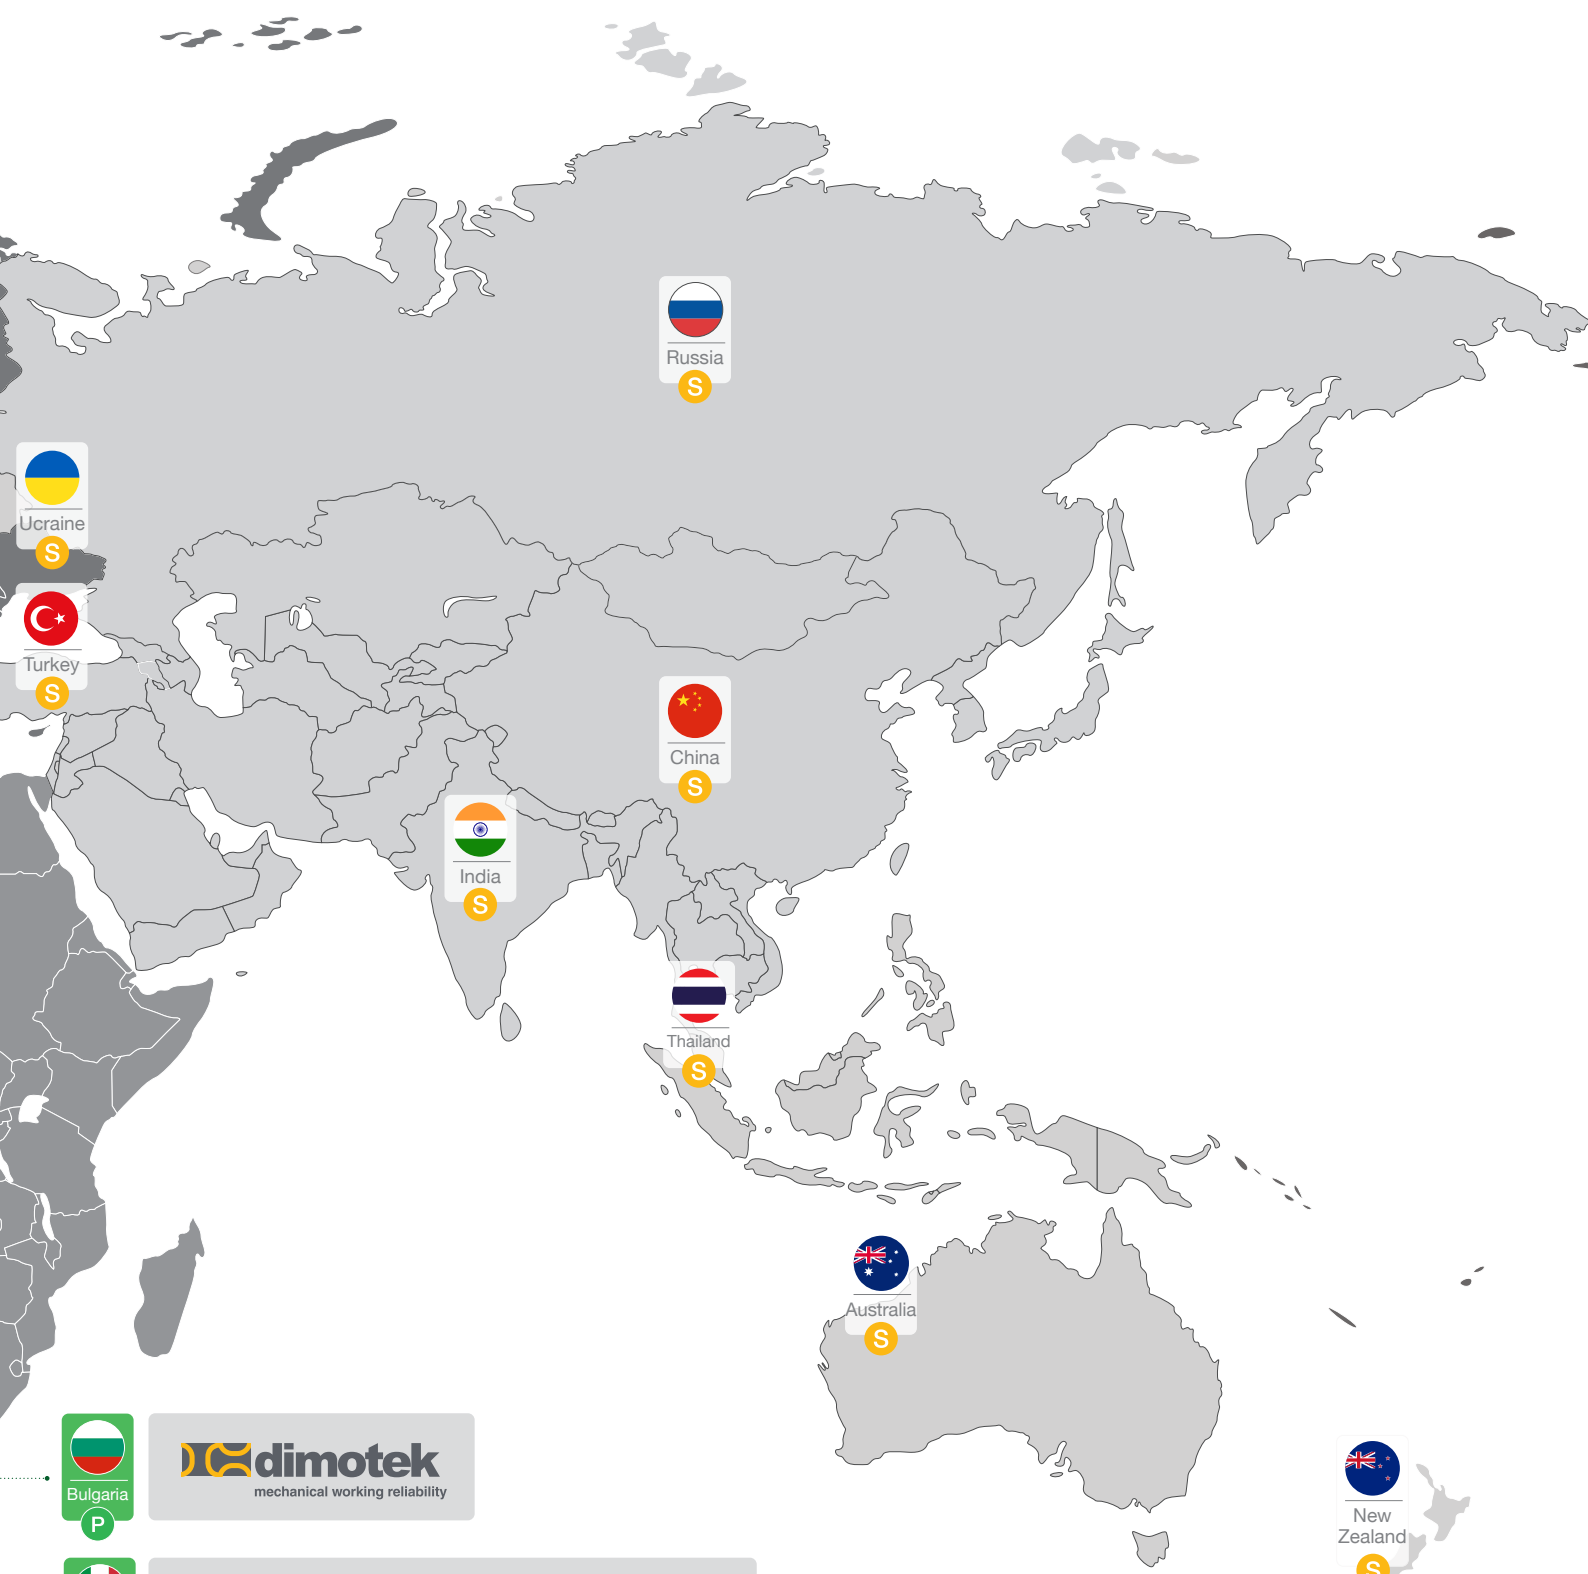 Russia
S
Ucraine
S
Turkey
S
China
S
India
S
Thailand
S
Australia
S
Bulgaria
P
dimotek
mechanical working reliability
New
Zealand
S